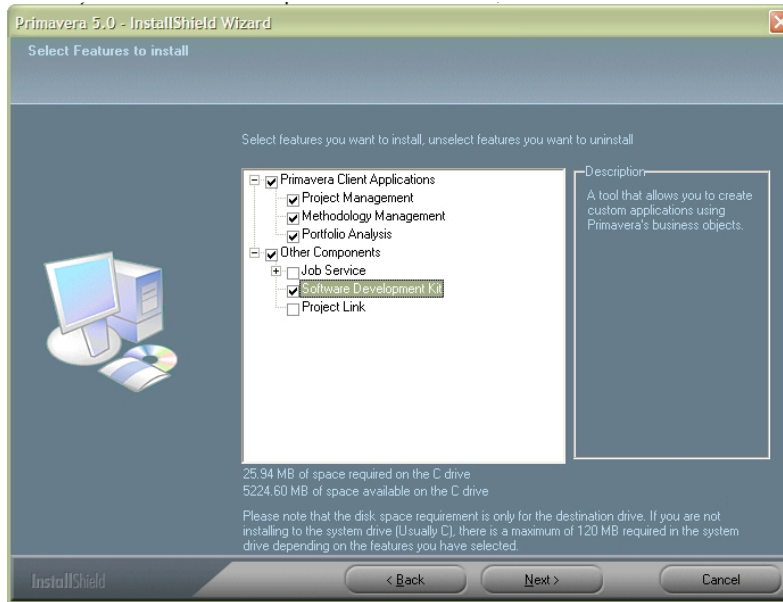 Primavera 5.0 - InstallShield Wizard
Select Features to install
Select features you want to install, unselect features you want to uninstall
Primavera Client Applications
Project Management
Methodology Management
Portfolio Analysis
Other Components
Job Service
Software Development Kit
Project Link
Description
A tool that allows you to create
custom applications using
Primavera's business objects.
25.94 MB of space required on the C drive
5224.60 MB of space available on the C drive
Please note that the disk space requirement is only for the destination drive. If you are not
installing to the system drive (Usually C), there is a maximum of 120 MB required in the system
drive depending on the features you have selected.
InstallShield
< Back
Next >
Cancel